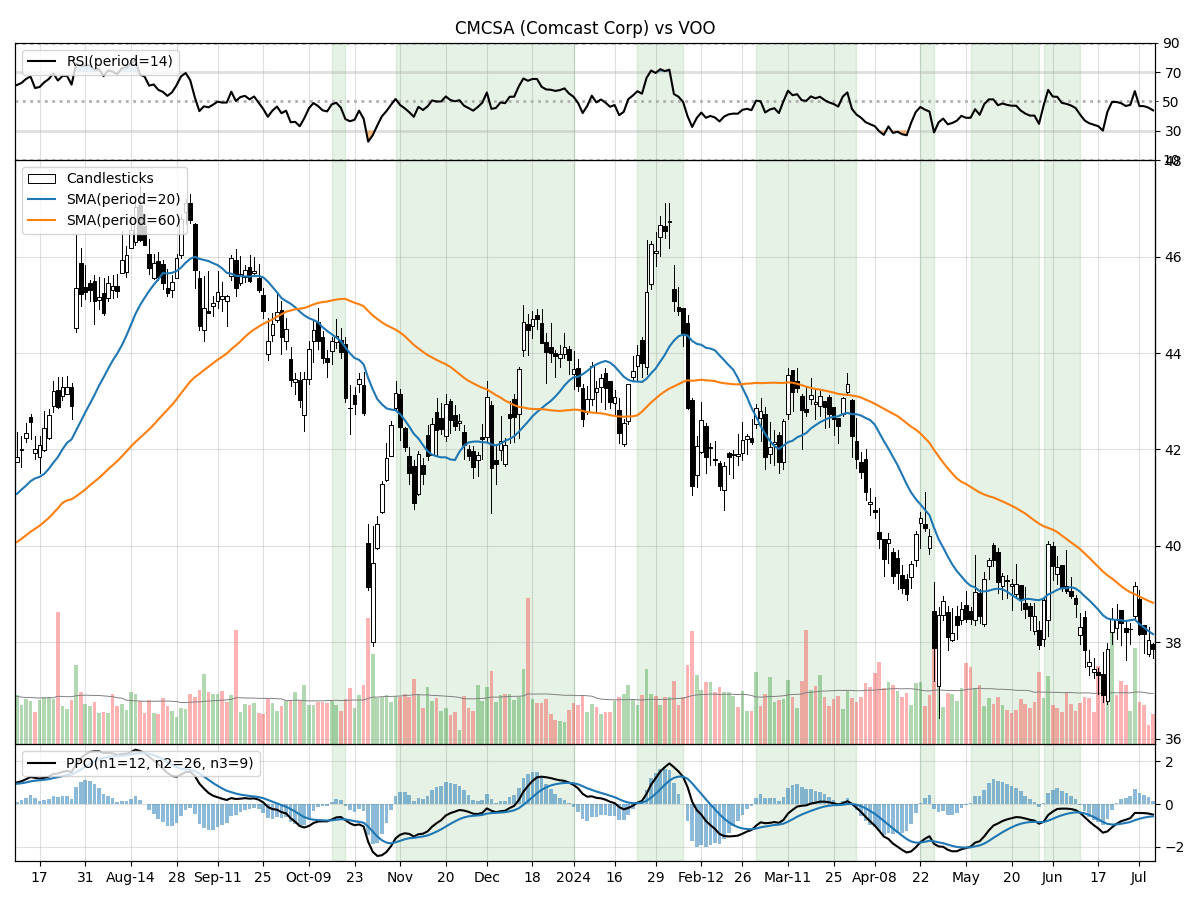 CMCSA (Comcast Corp) vs VOO
RSI(period=14)
90
70
50
30
10
Candlesticks
SMA(period=20)
SMA(period=60)
48
46
44
42
40
38
36
PPO(n1=12, n2=26, n3=9)
2
0
−2
17 31 Aug-14 28 Sep-11 25 Oct-09 23 Nov 20 Dec 18 2024 16 29 Feb-12 26 Mar-11 25 Apr-08 22 May 20 Jun 17 Jul